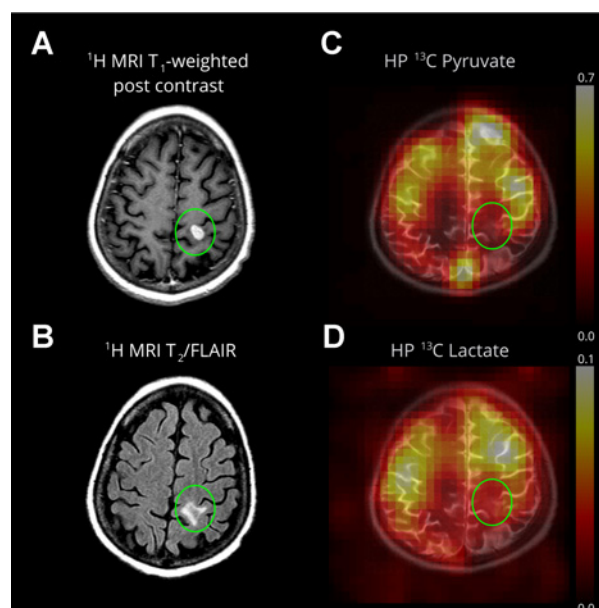 A
¹H MRI T₁-weighted
post contrast
C
HP ¹³C Pyruvate
0.7
0.0
B
¹H MRI T₂/FLAIR
D
HP ¹³C Lactate
0.1
0.0